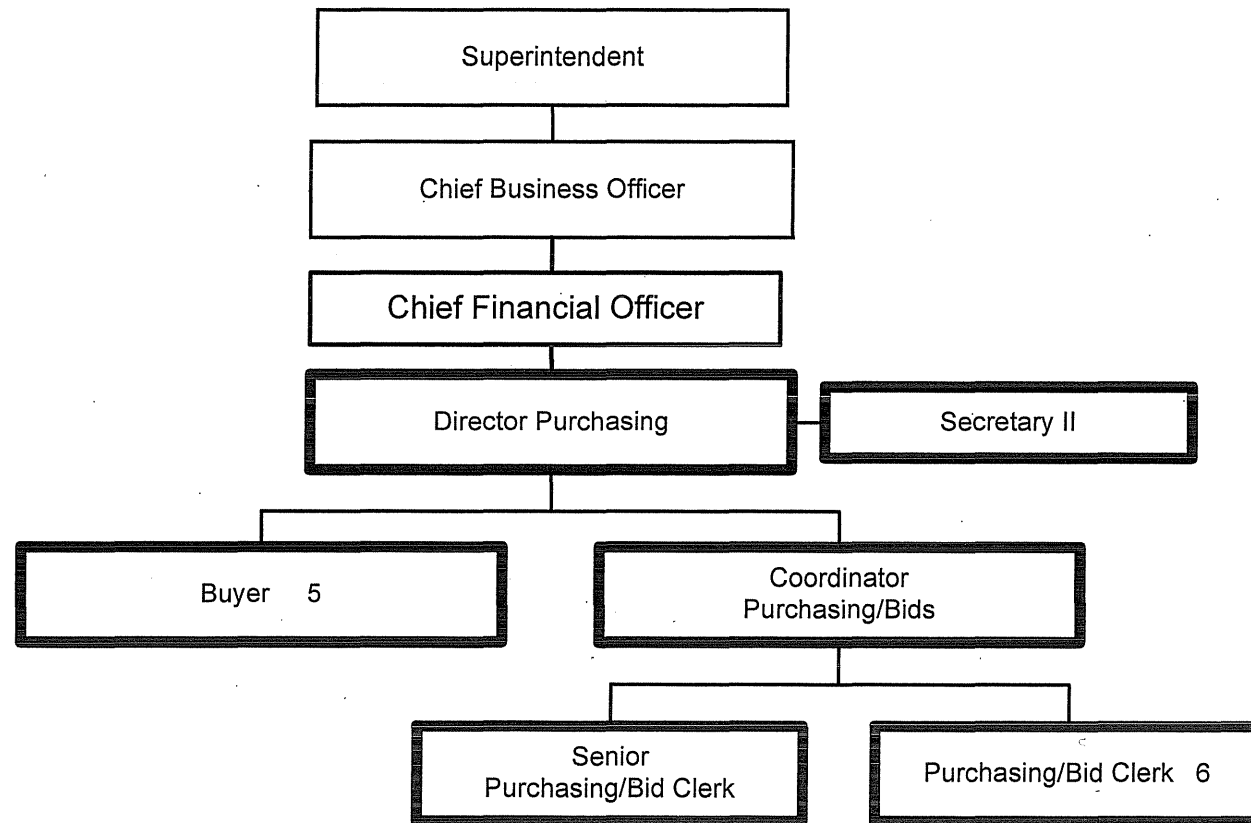 Superintendent
Chief Business Officer
Chief Financial Officer
Director Purchasing
Secretary II
Buyer 5
Coordinator
Purchasing/Bids
Senior
Purchasing/Bid Clerk
Purchasing/Bid Clerk 6